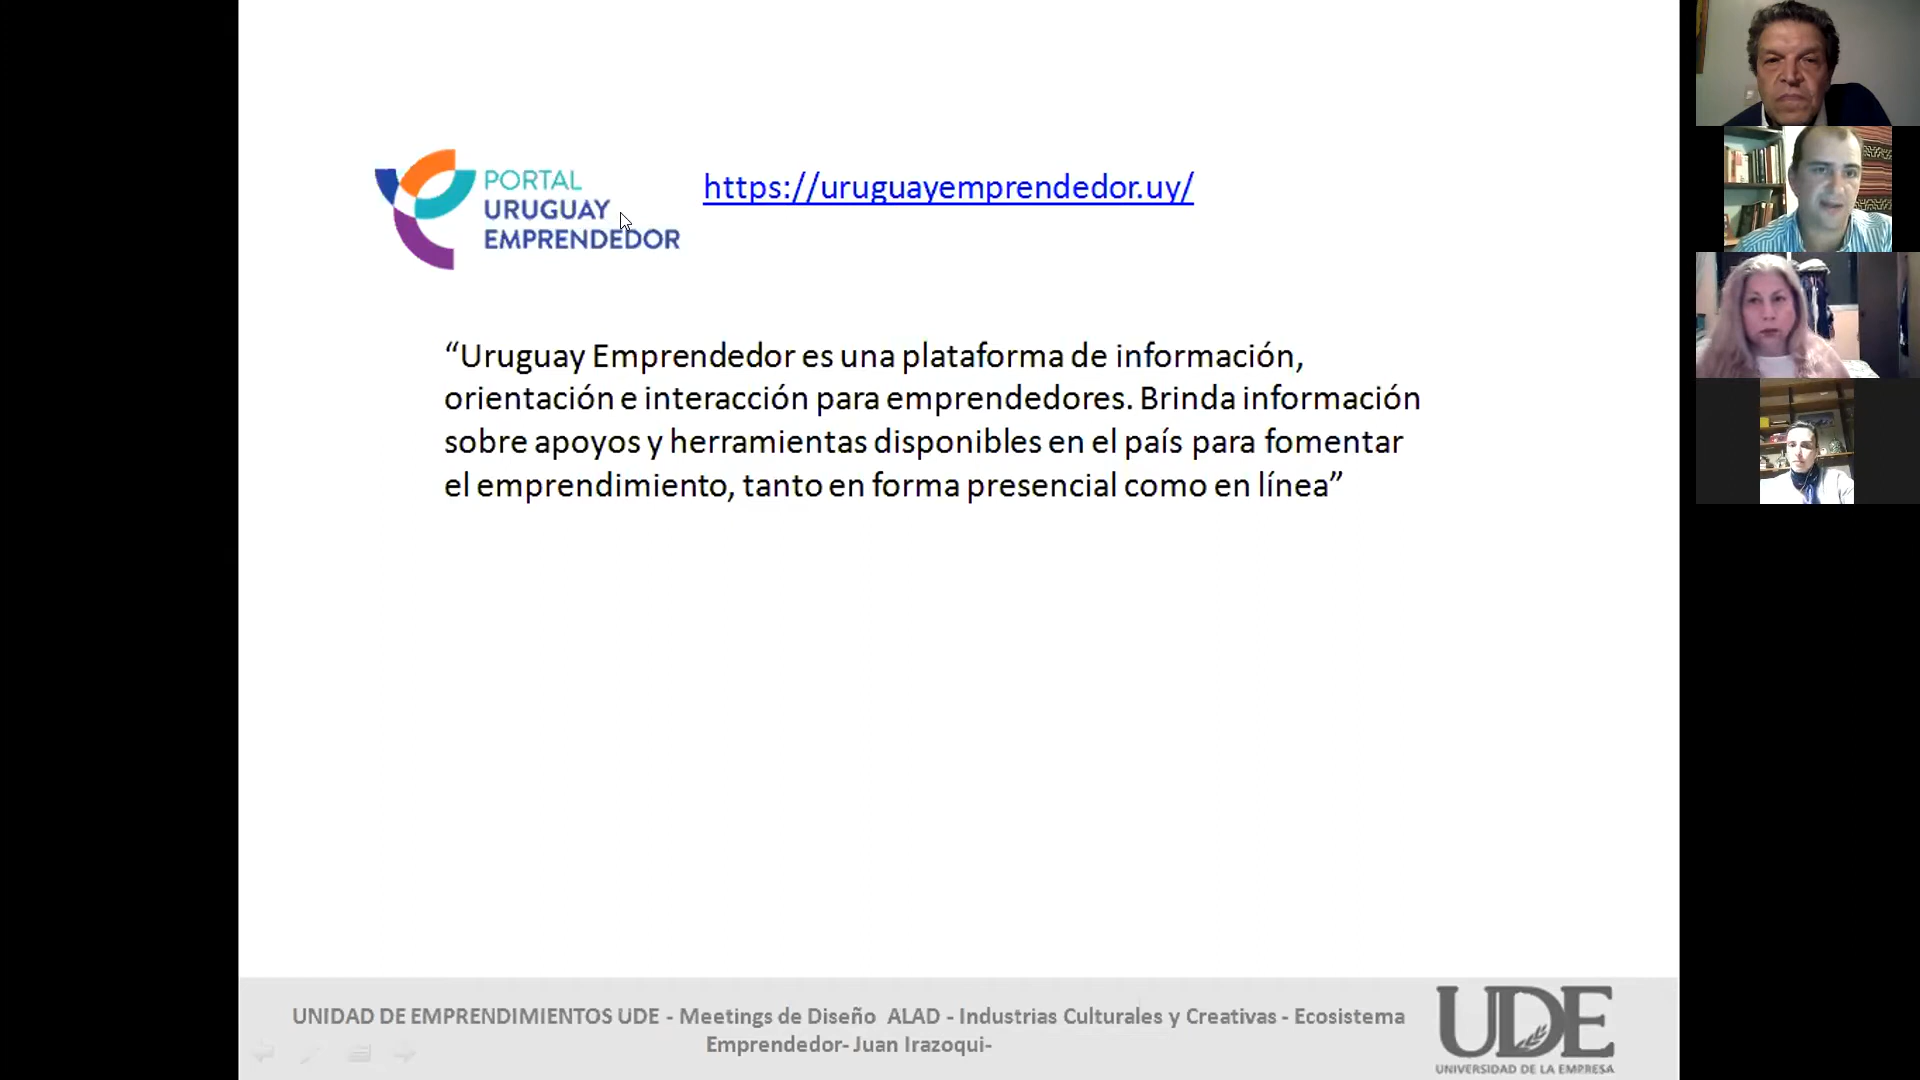 PORTAL
URUGUAY
EMPRENDEDOR
https://uruguayemprendedor.uy/
“Uruguay Emprendedor es una plataforma de información,
orientación e interacción para emprendedores. Brinda información
sobre apoyos y herramientas disponibles en el país para fomentar
el emprendimiento, tanto en forma presencial como en línea”
UNIDAD DE EMPRENDIMIENTOS UDE - Meetings de Diseño ALAD - Industrias Culturales y Creativas - Ecosistema
Emprendedor- Juan Irazoqui-
UDE
UNIVERSIDAD DE LA EMPRESA